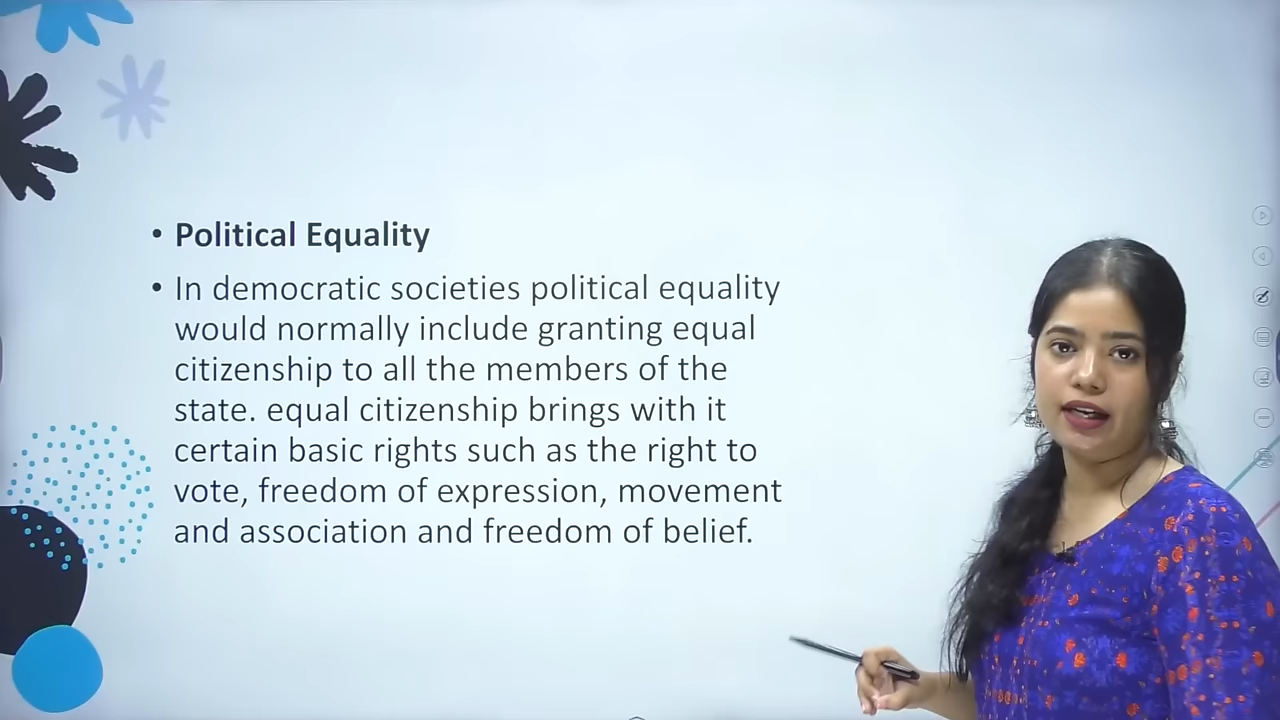 • Political Equality
• In democratic societies political equality
would normally include granting equal
citizenship to all the members of the
state. equal citizenship brings with it
certain basic rights such as the right to
vote, freedom of expression, movement
and association and freedom of belief.